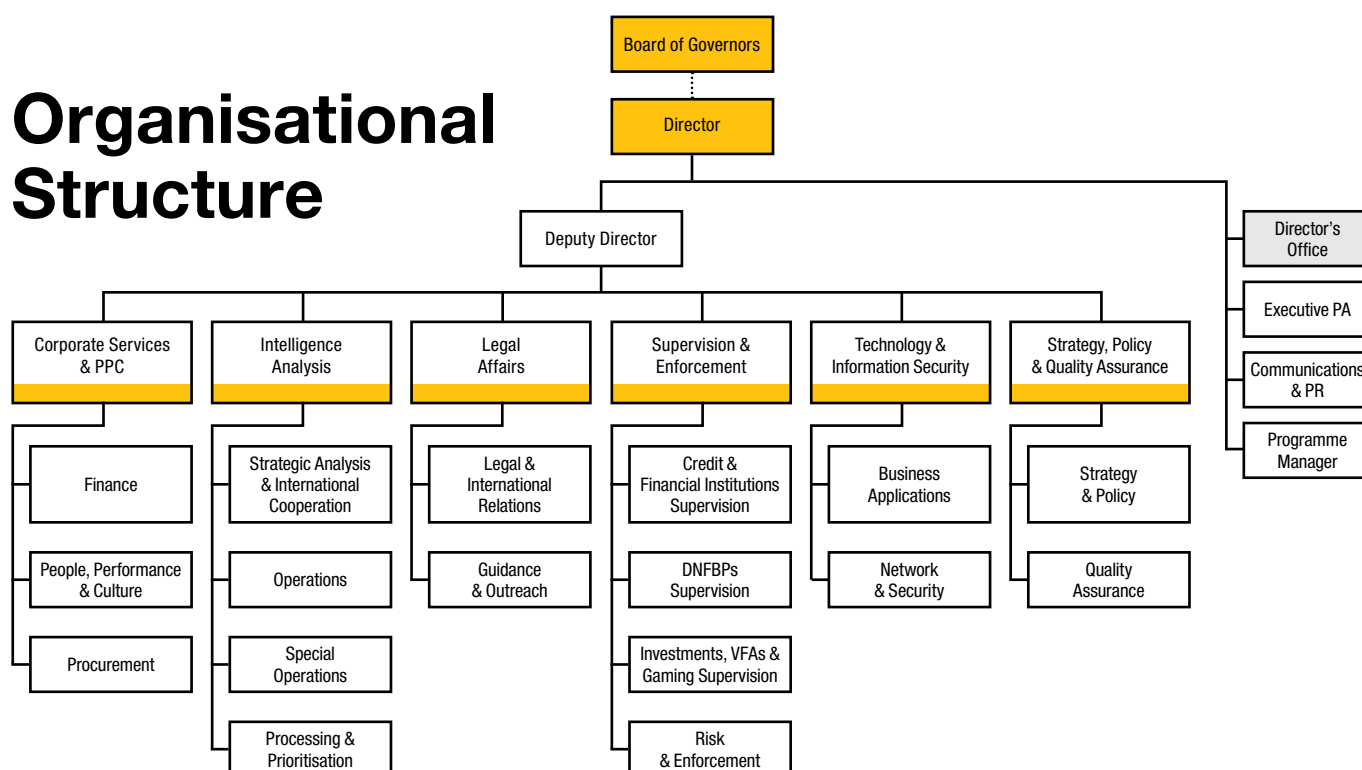 Organisational
Structure
Board of Governors
Director
Deputy Director
Director's
Office
Executive PA
Communications
& PR
Programme
Manager
Corporate Services
& PPC
Intelligence
Analysis
Legal
Affairs
Supervision &
Enforcement
Technology &
Information Security
Strategy, Policy
& Quality Assurance
Finance
People, Performance
& Culture
Procurement
Strategic Analysis
& International
Cooperation
Operations
Special
Operations
Processing &
Prioritisation
Legal &
International
Relations
Guidance
& Outreach
Credit &
Financial Institutions
Supervision
DNFBPs
Supervision
Investments, VFAs &
Gaming Supervision
Risk
& Enforcement
Business
Applications
Network
& Security
Strategy
& Policy
Quality
Assurance